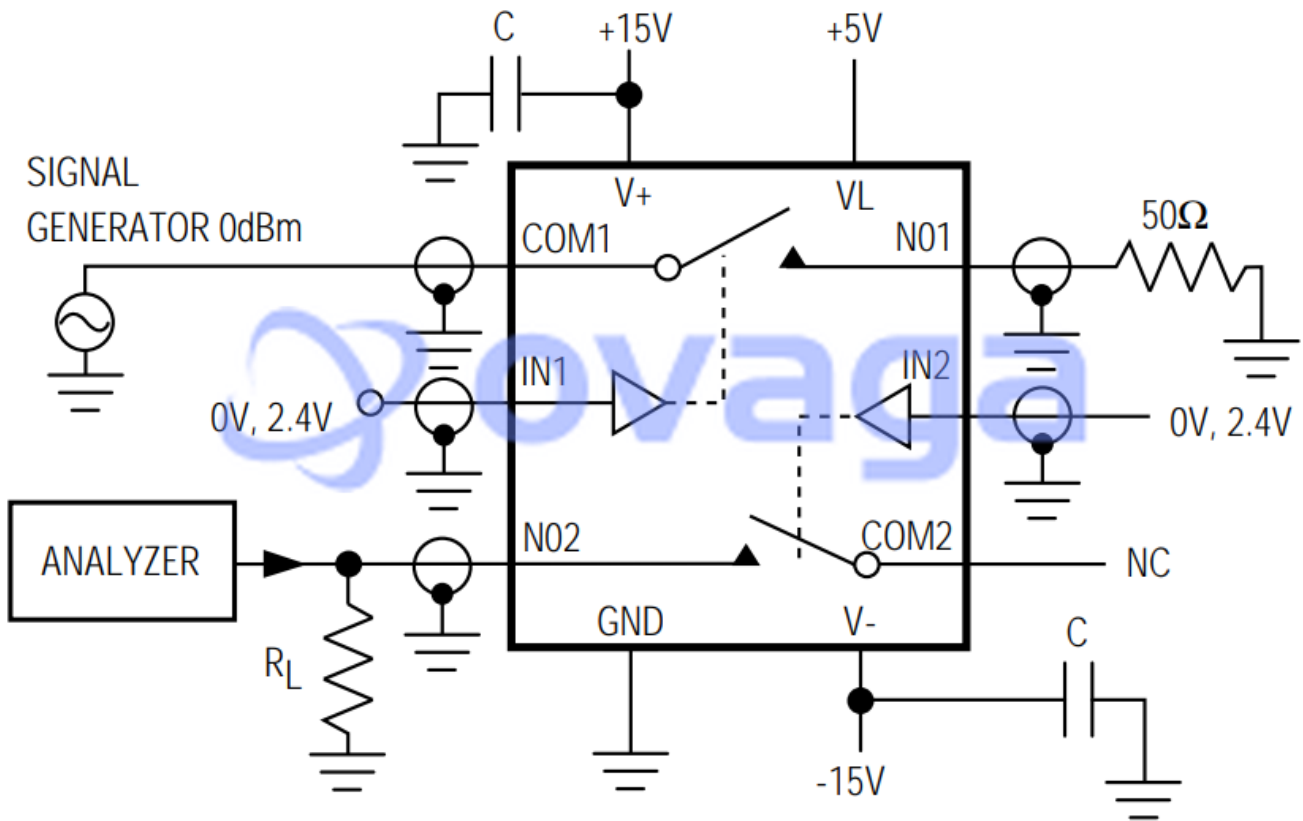 C
+15V
+5V
SIGNAL
GENERATOR 0dBm
V+
VL
COM1
N01
50Ω
ovaga
IN1
IN2
0V, 2.4V
0V, 2.4V
ANALYZER
N02
COM2
NC
RL
GND
V-
C
-15V